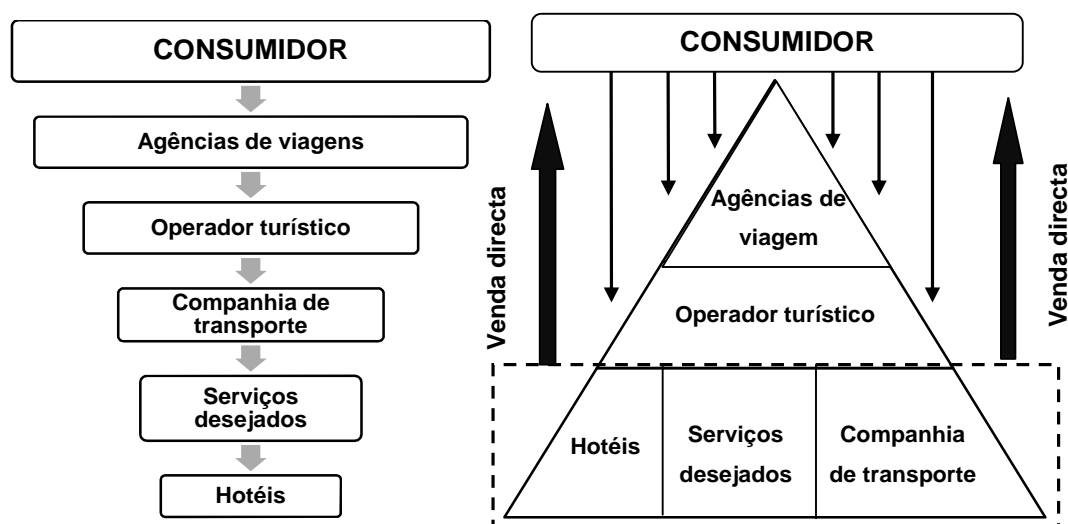 CONSUMIDOR
Agências de viagens
Operador turístico
Companhia de
transporte
Serviços
desejados
Hotéis
CONSUMIDOR
Venda directa
Agências de
viagem
Operador turístico
Hotéis
Serviços
desejados
Companhia
de transporte
Venda directa